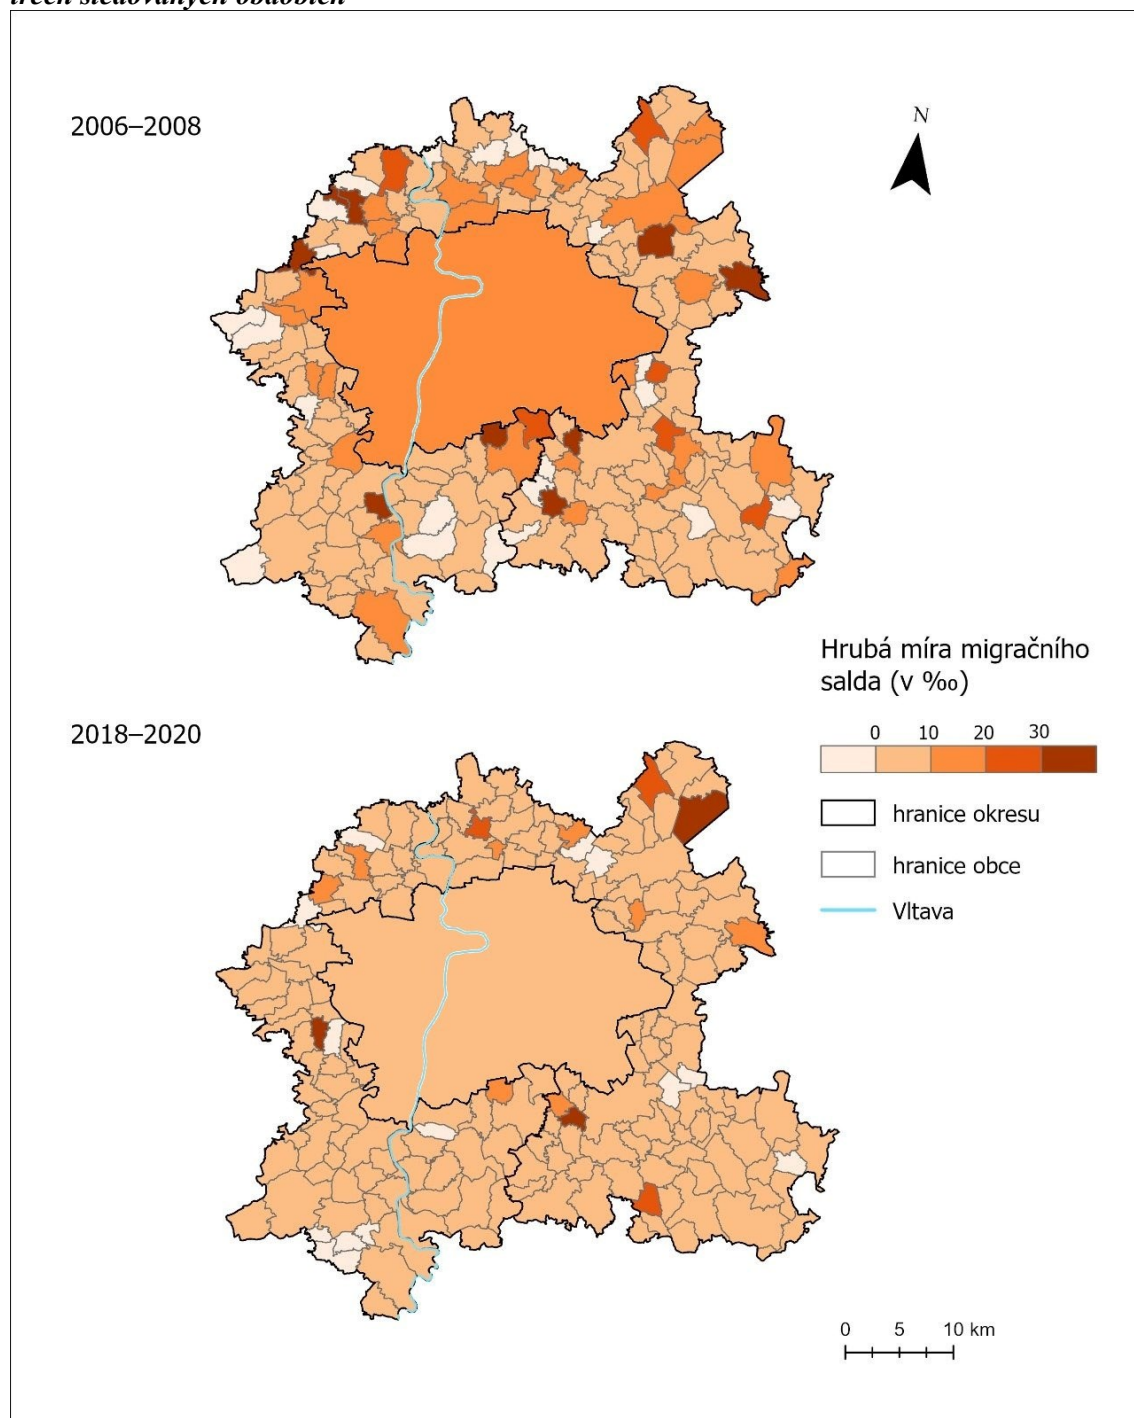 třech sledovaných obdobích
2006–2008
N
Hrubá míra migračního
salda (v ‰)
0 10 20 30
hranice okresu
hranice obce
Vltava
2018–2020
0 5 10 km